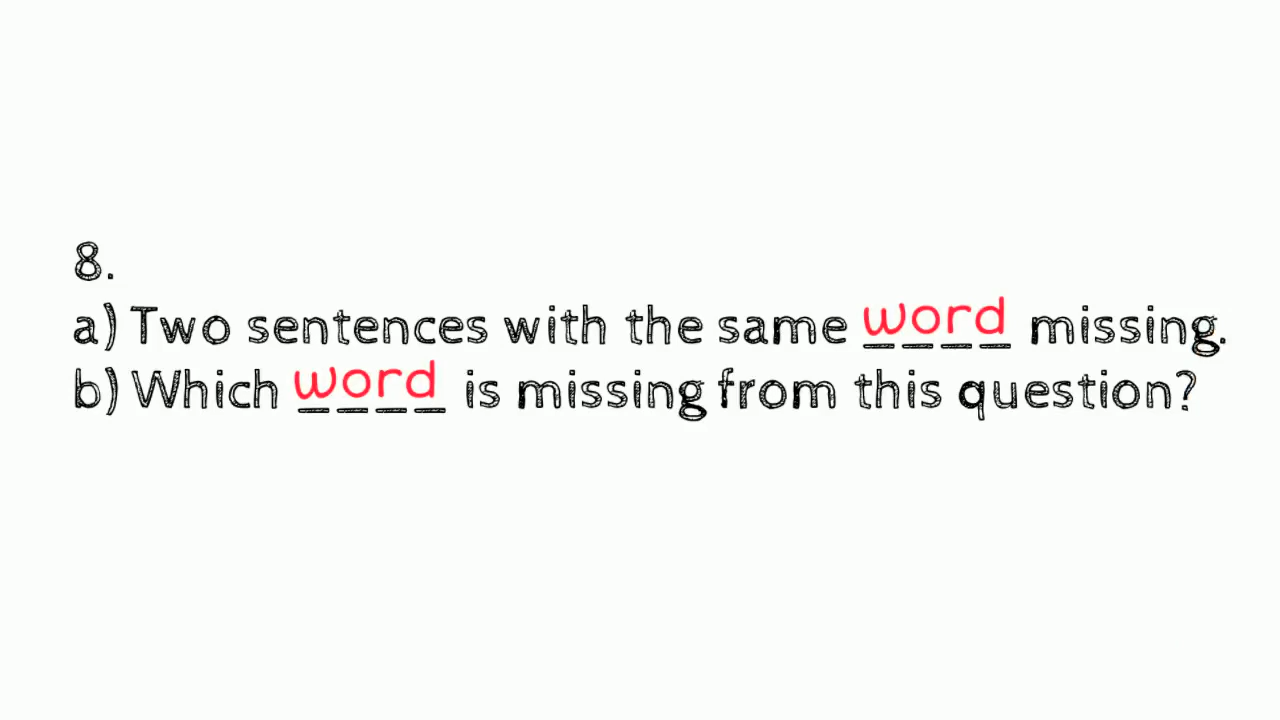 8.
a) Two sentences with the same word missing.
b) Which word is missing from this question?